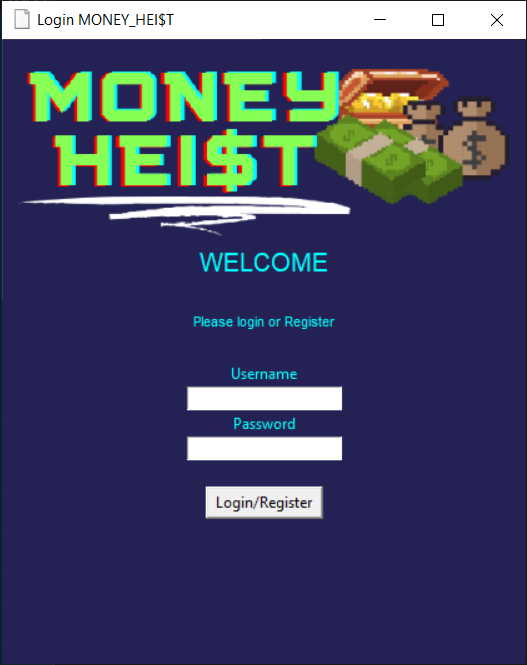 Login MONEY_HEI$T
MONEY
HEI$T
WELCOME
Please login or Register
Username
Password
Login/Register